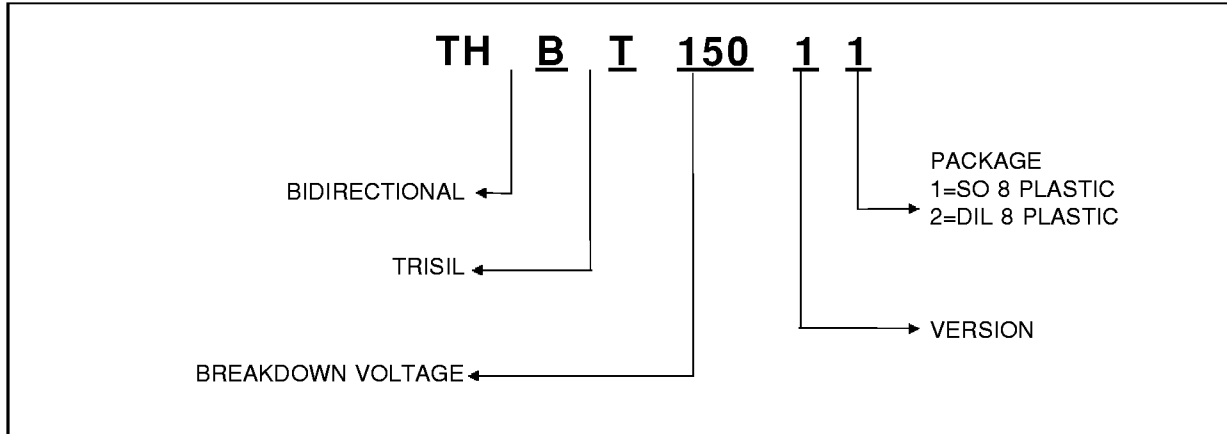 TH B T 150 1 1
PACKAGE
1=SO 8 PLASTIC
2=DIL 8 PLASTIC
BIDIRECTIONAL
TRISIL
VERSION
BREAKDOWN VOLTAGE